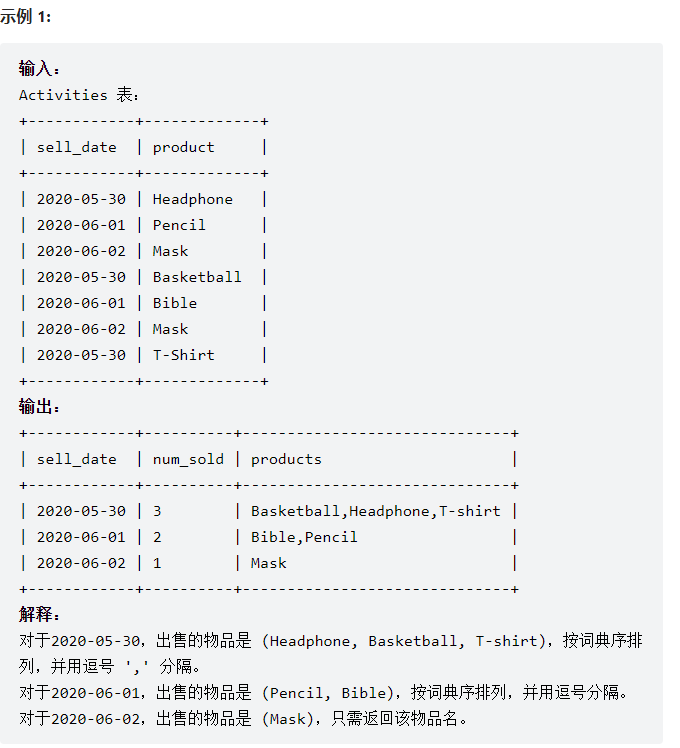 示例 1:
输入:
Activities 表:
+------------+-------------+
| sell_date  | product     |
+------------+-------------+
| 2020-05-30 | Headphone   |
| 2020-06-01 | Pencil      |
| 2020-06-02 | Mask        |
| 2020-05-30 | Basketball  |
| 2020-06-01 | Bible       |
| 2020-06-02 | Mask        |
| 2020-05-30 | T-Shirt     |
+------------+-------------+
输出:
+------------+----------+------------------------------+
| sell_date  | num_sold | products                     |
+------------+----------+------------------------------+
| 2020-05-30 | 3        | Basketball,Headphone,T-shirt |
| 2020-06-01 | 2        | Bible,Pencil                 |
| 2020-06-02 | 1        | Mask                         |
+------------+----------+------------------------------+
解释:
对于2020-05-30，出售的物品是 (Headphone, Basketball, T-shirt)，按词典序排
列，并用逗号 ',' 分隔。
对于2020-06-01，出售的物品是 (Pencil, Bible)，按词典序排列，并用逗号分隔。
对于2020-06-02，出售的物品是 (Mask)，只需返回该物品名。